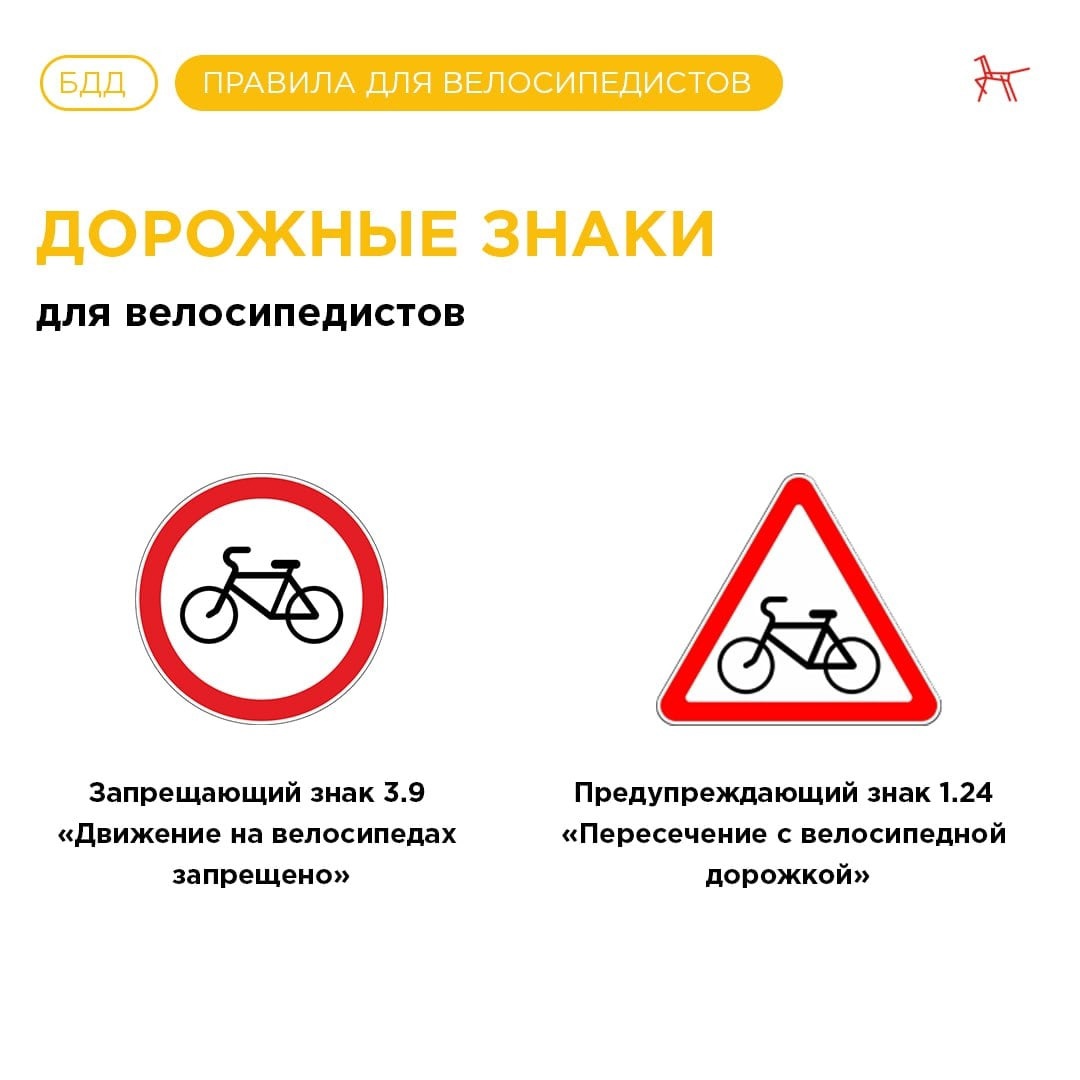 БДД
ПРАВИЛА ДЛЯ ВЕЛОСИПЕДИСТОВ
ДОРОЖНЫЕ ЗНАКИ
для велосипедистов
Запрещающий знак 3.9
«Движение на велосипедах
запрещено»
Предупреждающий знак 1.24
«Пересечение с велосипедной
дорожкой»